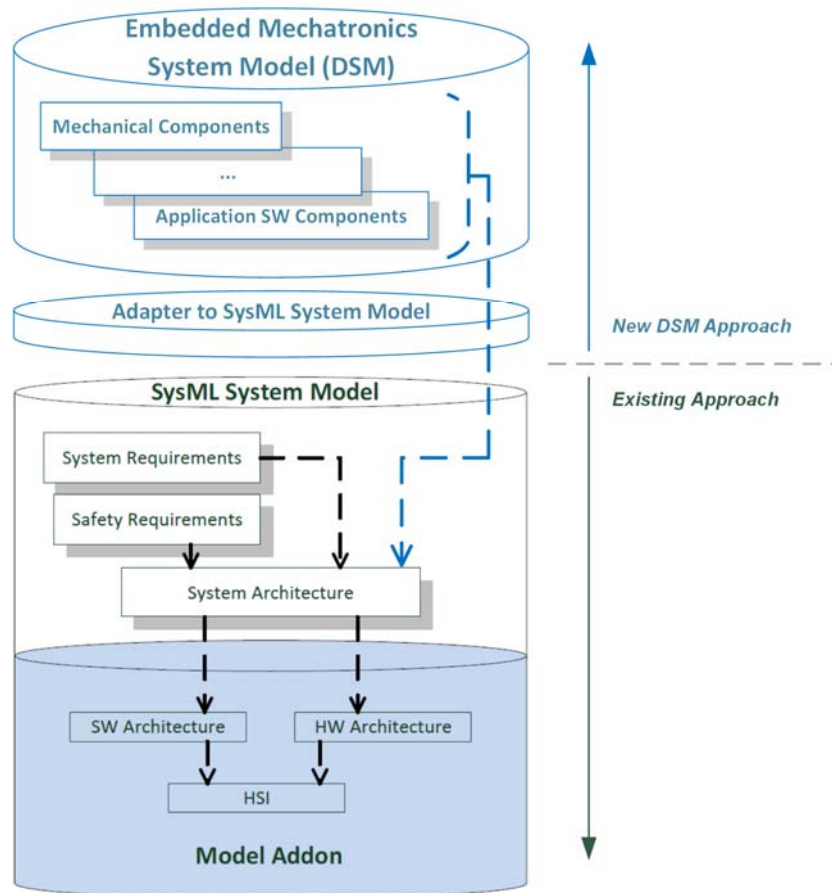 Embedded Mechatronics
System Model (DSM)
Mechanical Components
...
Application SW Components
Adapter to SysML System Model
New DSM Approach
SysML System Model
Existing Approach
System Requirements
Safety Requirements
System Architecture
SW Architecture
HW Architecture
HSI
Model Addon